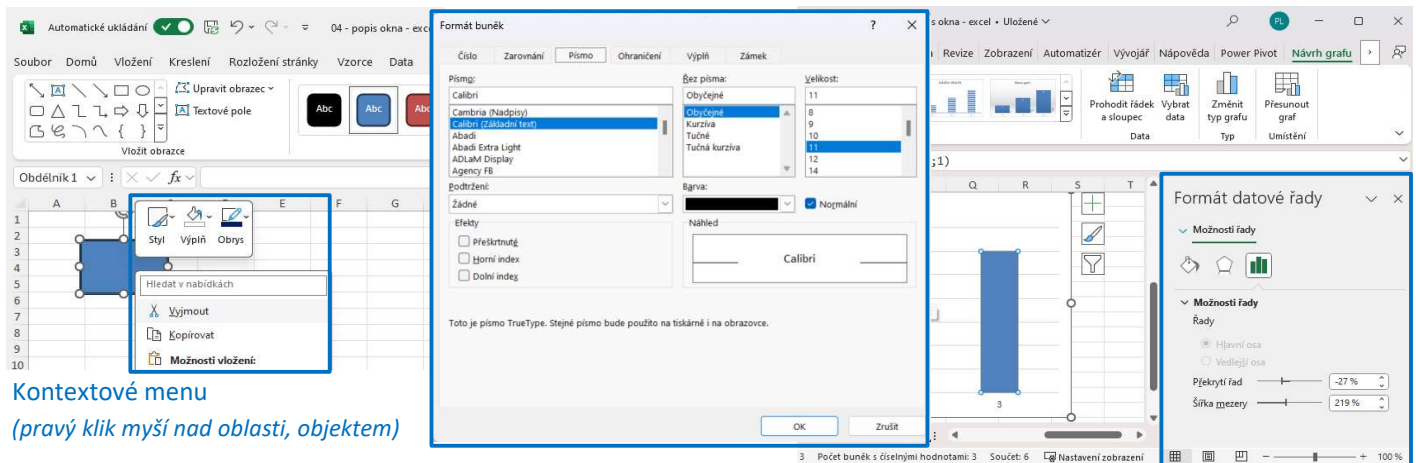 Automatické ukládání
04 - popis okna - exce
Soubor Domů Vložení Kreslení Rozložení stránky Vzorce Data
Upravit obrazec
Textové pole
Abc Abc Abc
Vložit obrazce
Obdélník 1 fx
A B E F G
1
2
3
4
5
6
7
8
9
10
Styl Výplň Obrys
Hledat v nabídkách
Vyjmout
Kopírovat
Možnosti vložení:
Kontextové menu
(pravý klik myší nad oblasti, objektem)
Formát buněk ? ×
Číslo Zarovnání Písmo Ohraničení Výplň Zámek
Písmo: Řez písma: Velikost:
Calibri Obyčejné 11
Cambria (Nadpisy) Obyčejné 8
Calibri (Základní text) Kurzíva 9
Abadi Tučné 10
Abadi Extra Light Tučná kurzíva 11
ADLaM Display 12
Agency FB 14
Podtržení: Barva:
Žádné Normální
Efekty Náhled
Přeškrtnuté
Horní index
Dolní index
Calibri
Toto je písmo TrueType. Stejné písmo bude použito na tiskárně i na obrazovce.
OK Zrušit
s okna - excel • Uložené PL
Revize Zobrazení Automatizér Vývojář Nápověda Power Pivot Návrh grafu
Prohodit řádek a sloupec
Vybrat data
Změnit typ grafu
Přesunout graf
Data Typ Umístění
;1)
Q R S T
3
3 Počet buněk s číselnými hodnotami: 3 Součet: 6 Nastavení zobrazení 100 %
Formát datové řady
Možnosti řady
Možnosti řady
Řady
Hlavní osa
Vedlejší osa
Překrytí řad -27 %
Šířka mezery 219 %